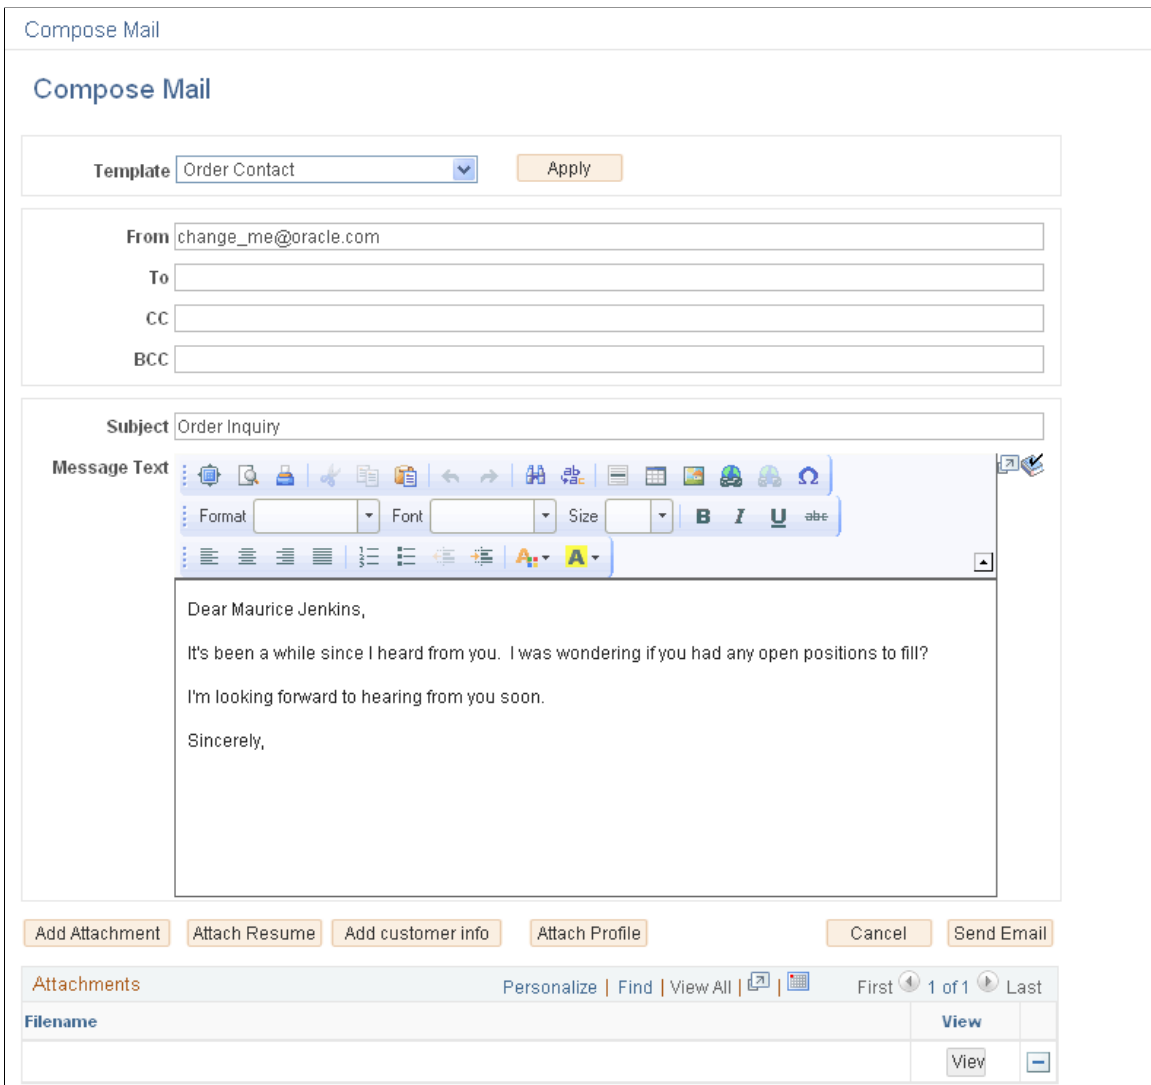 Compose Mail
Compose Mail
Template Order Contact Apply
From change_me@oracle.com
To
CC
BCC
Subject Order Inquiry
Message Text
Format Font Size B I U abc
A A
Dear Maurice Jenkins,
It's been a while since I heard from you.  I was wondering if you had any open positions to fill?
I'm looking forward to hearing from you soon.
Sincerely,
Add Attachment Attach Resume Add customer info Attach Profile Cancel Send Email
Attachments Personalize | Find | View All | | First 1 of 1 Last
Filename View
View